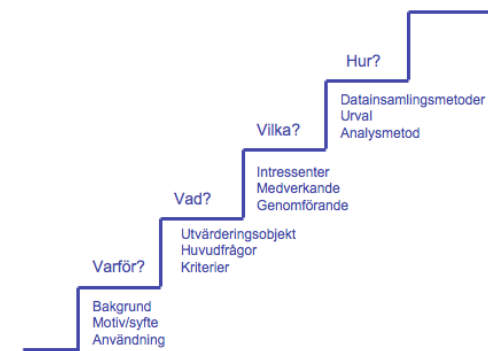 Hur?
Datainsamlingsmetoder
Urval
Analysmetod
Vilka?
Intressenter
Medverkande
Genomförande
Vad?
Utvärderingsobjekt
Huvudfrågor
Kriterier
Varför?
Bakgrund
Motiv/syfte
Användning